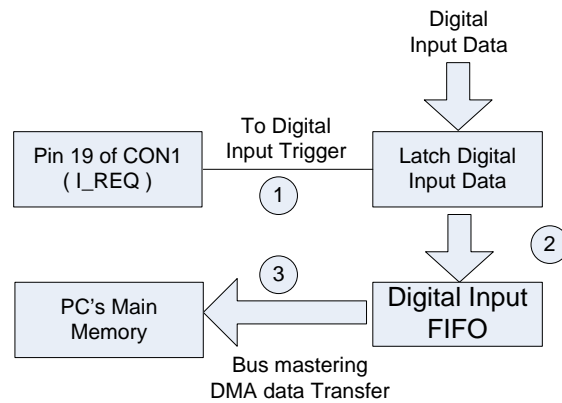 Digital
Input Data
To Digital
Input Trigger
Pin 19 of CON1
( I_REQ )
Latch Digital
Input Data
1
2
3
PC's Main
Memory
Digital Input
FIFO
Bus mastering
DMA data Transfer